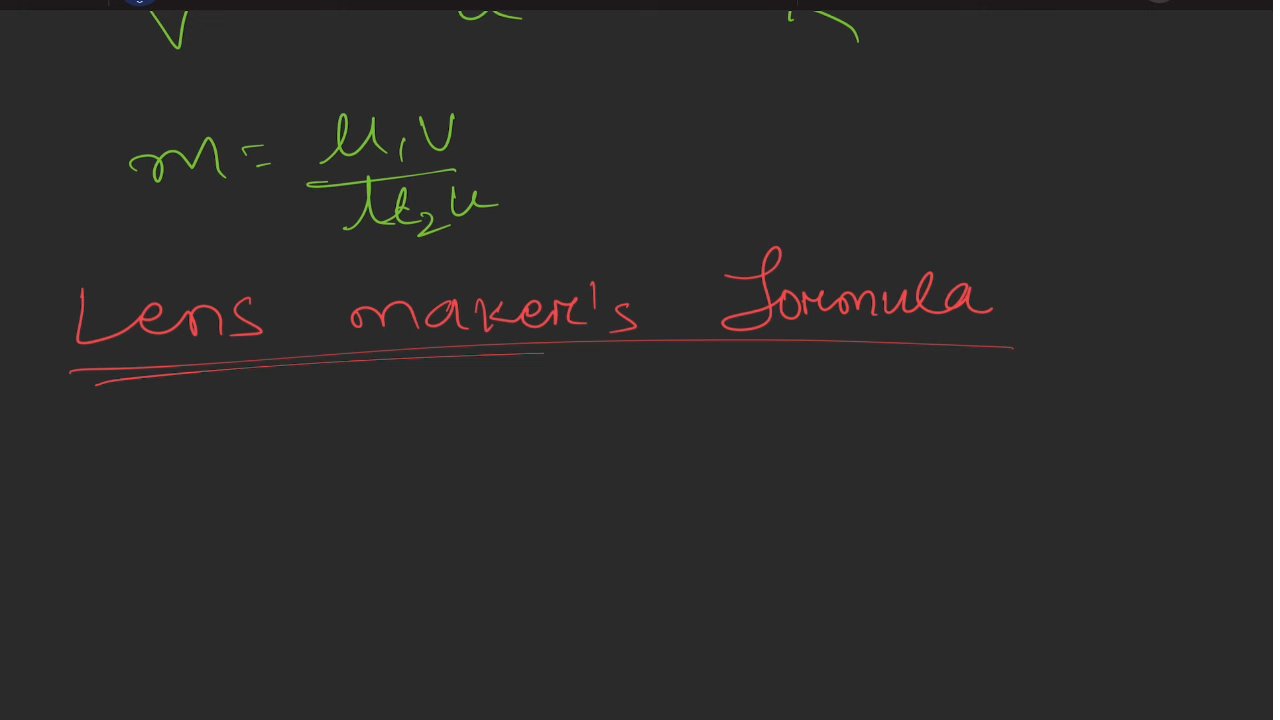 m = μ₁v / μ₂u
Lens maker's formula